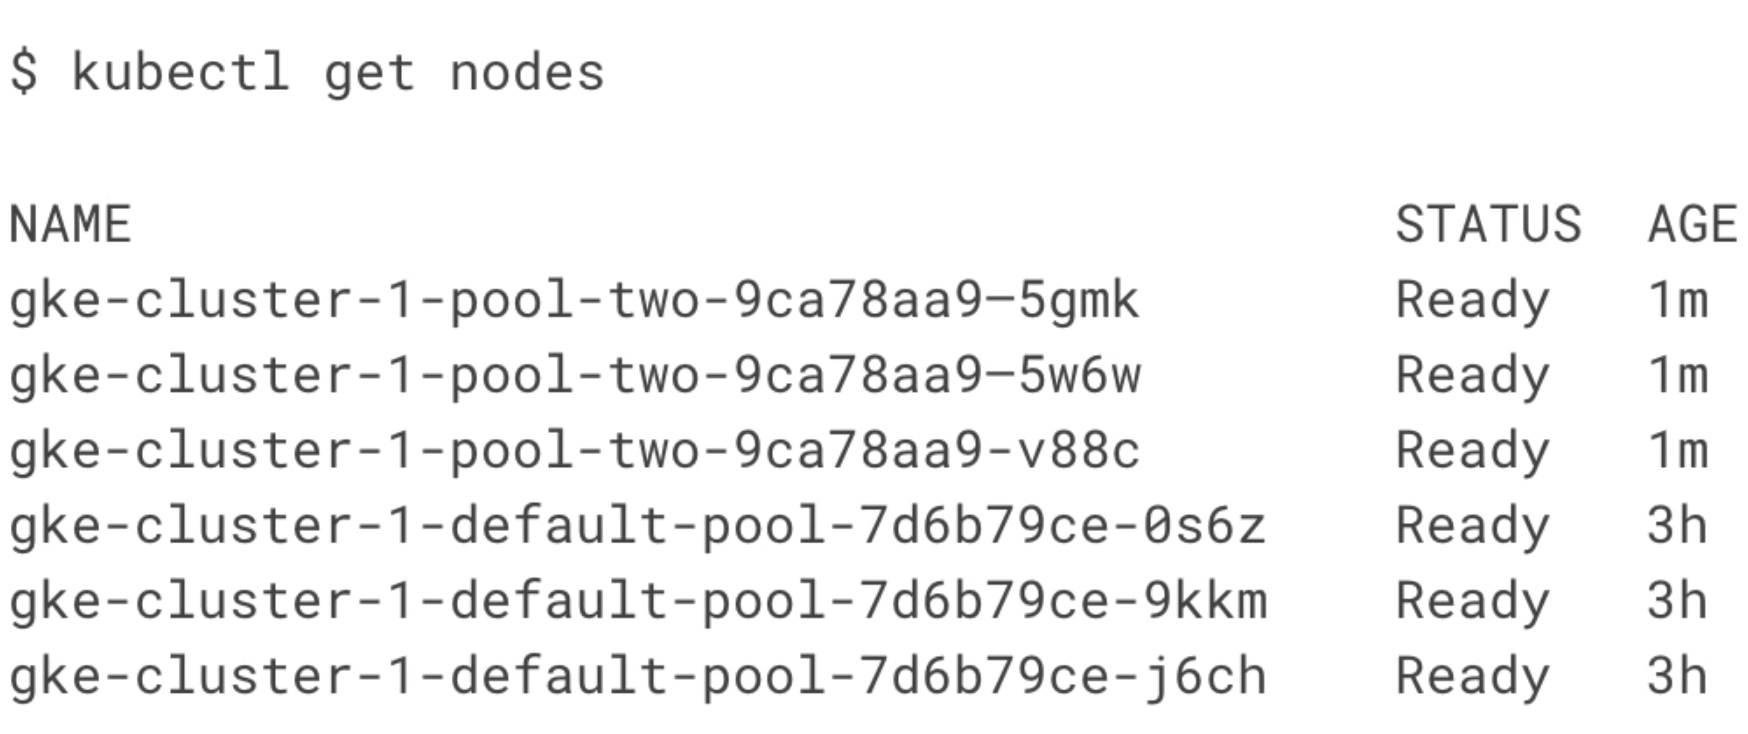 $ kubectl get nodes
NAME STATUS AGE
gke-cluster-1-pool-two-9ca78aa9–5gmk Ready 1m
gke-cluster-1-pool-two-9ca78aa9–5w6w Ready 1m
gke-cluster-1-pool-two-9ca78aa9-v88c Ready 1m
gke-cluster-1-default-pool-7d6b79ce-0s6z Ready 3h
gke-cluster-1-default-pool-7d6b79ce-9kkm Ready 3h
gke-cluster-1-default-pool-7d6b79ce-j6ch Ready 3h